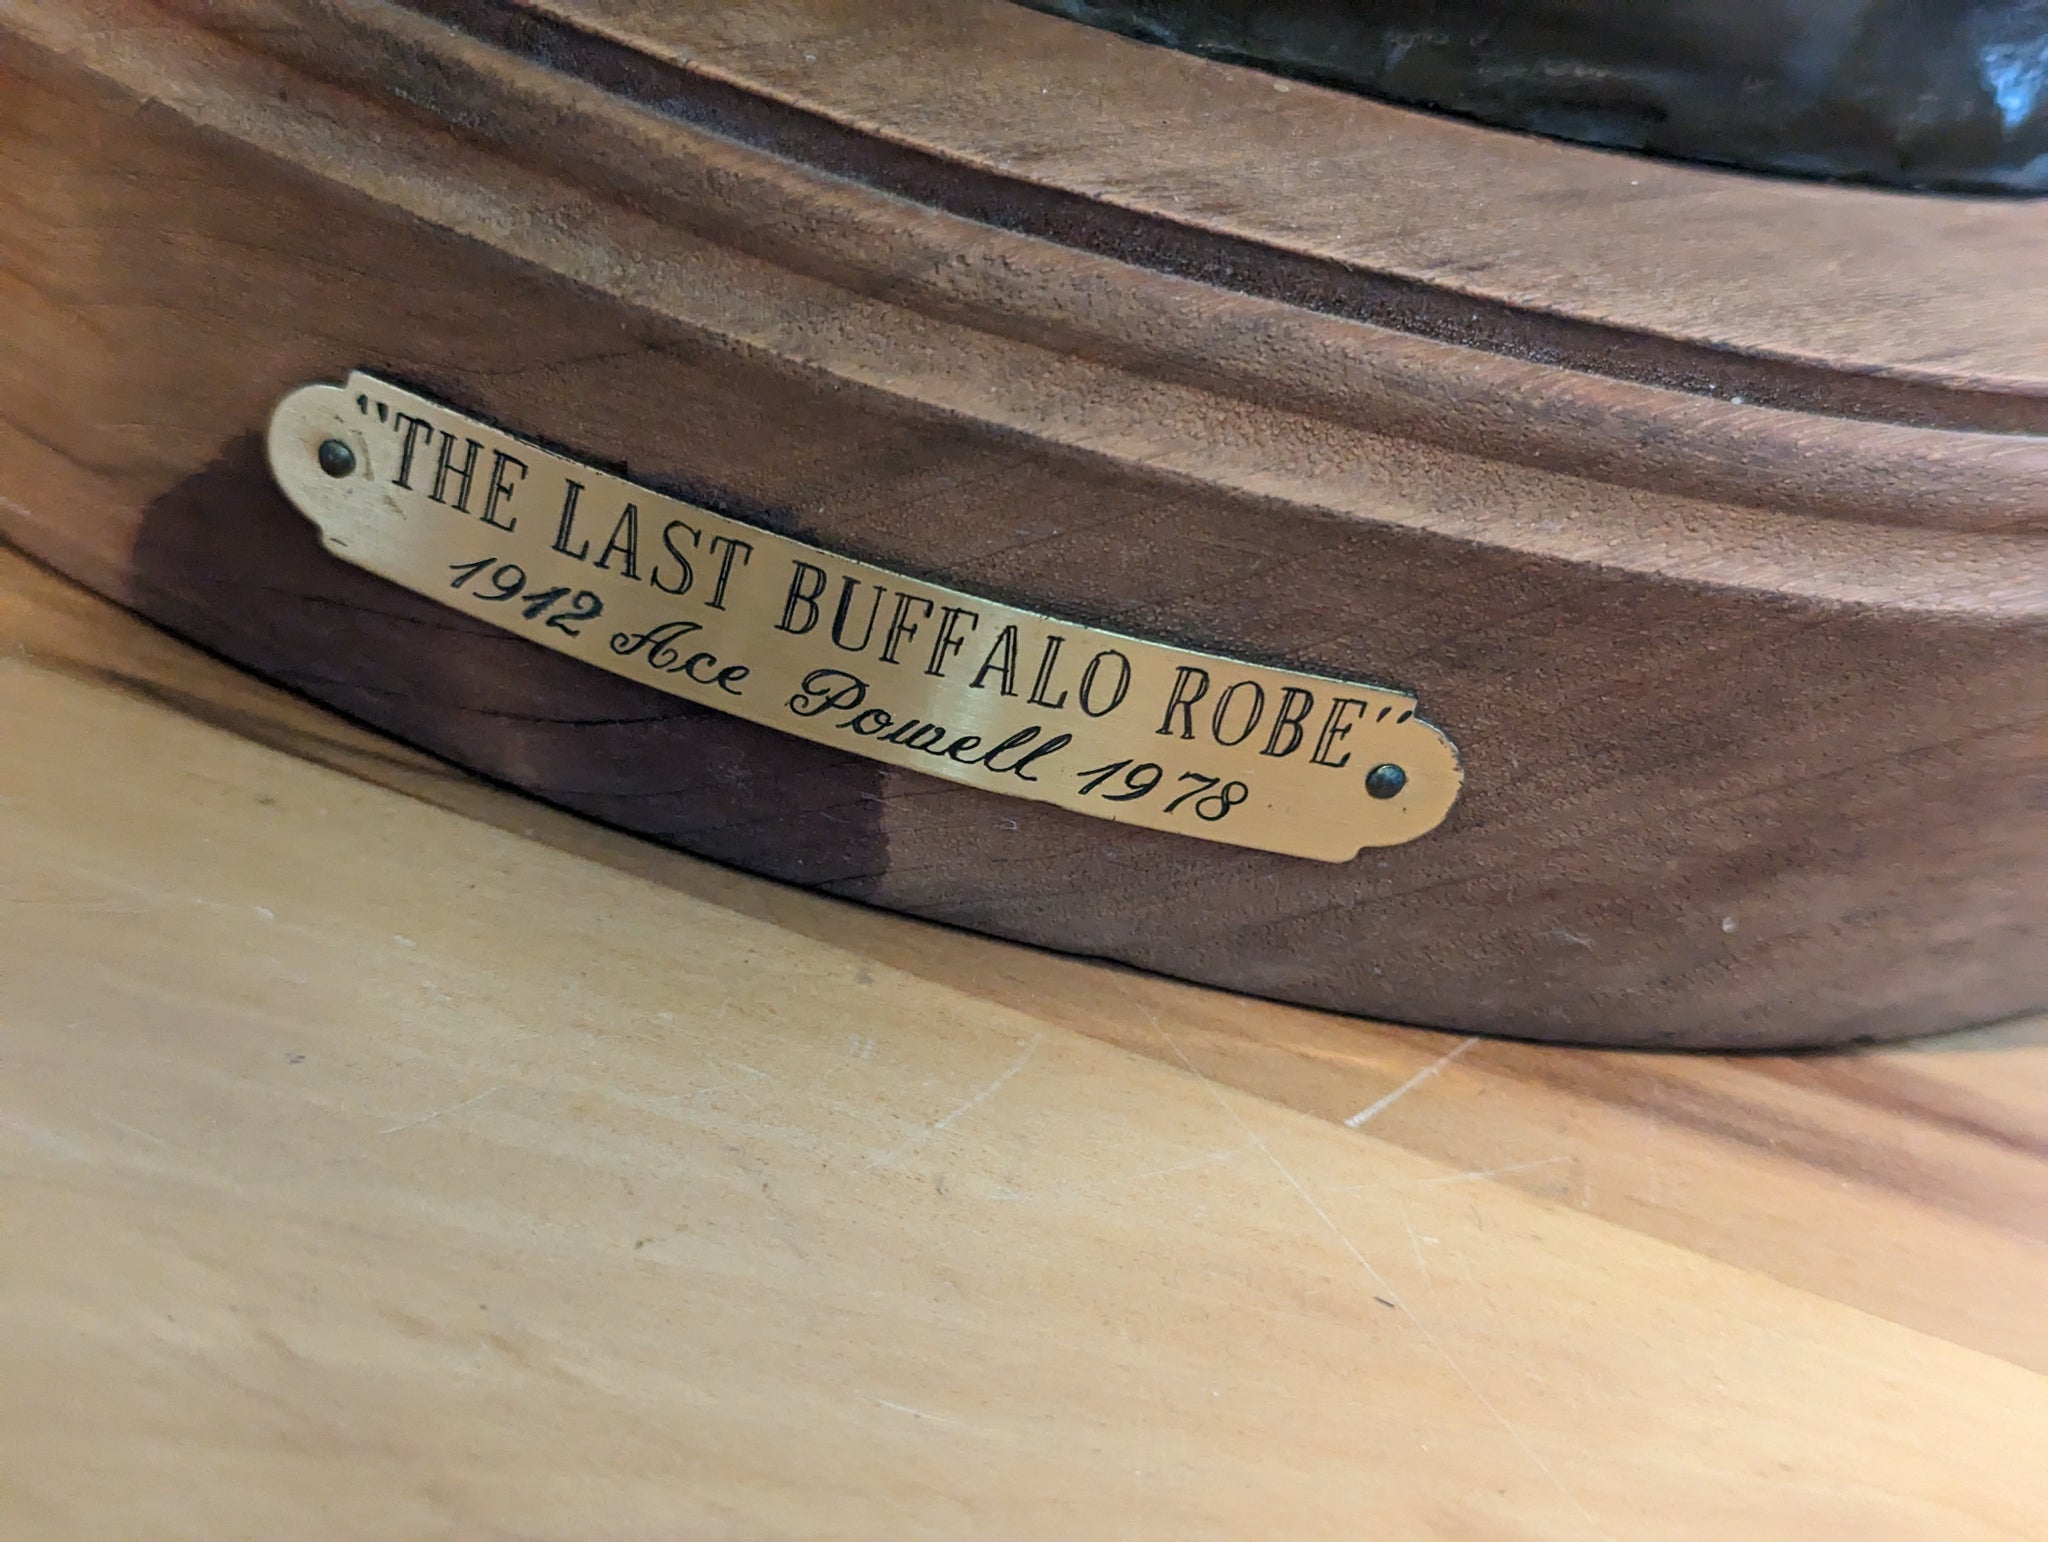 "THE LAST BUFFALO ROBE"
1912 Ace Powell 1978